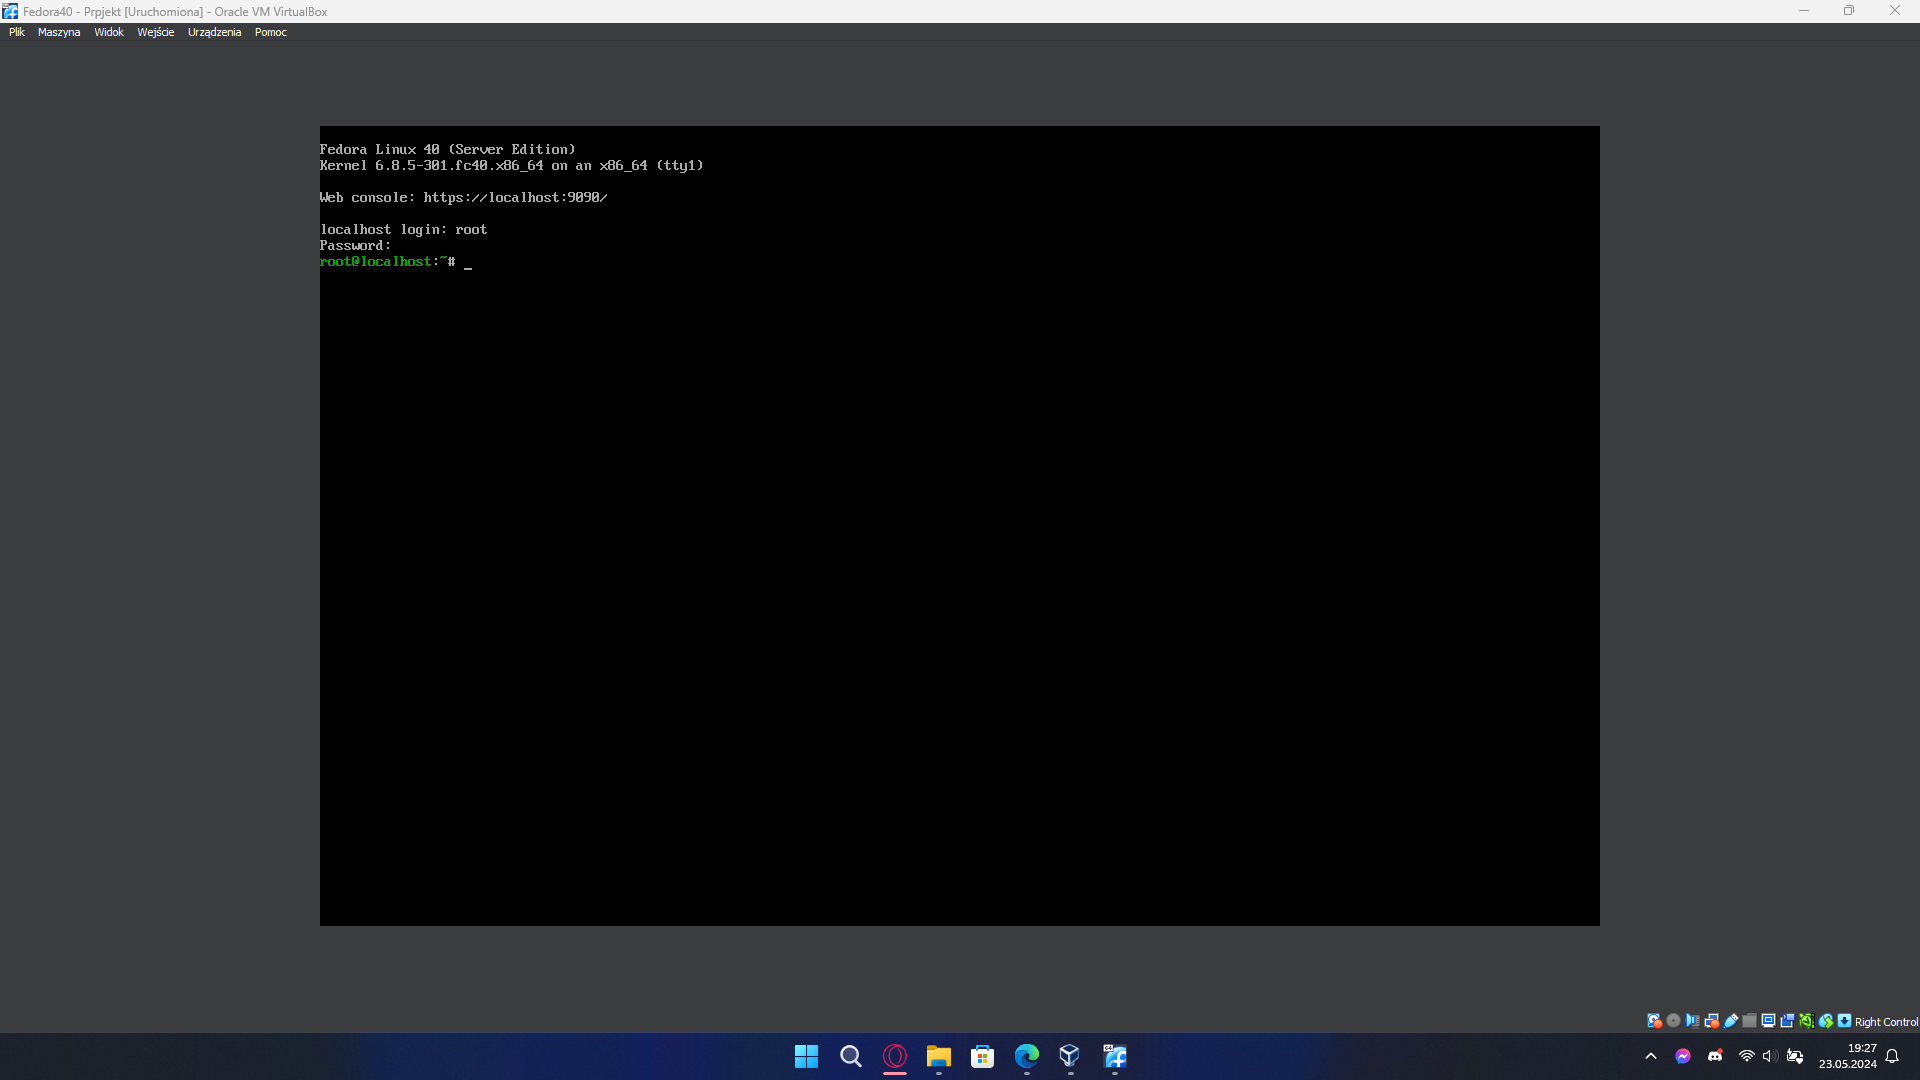 Fedora40 - Prpjekt [Uruchomiona] - Oracle VM VirtualBox
Plik Maszyna Widok Wejście Urządzenia Pomoc
Fedora Linux 40 (Server Edition)
Kernel 6.8.5-301.fc40.x86_64 on an x86_64 (tty1)
Web console: https://localhost:9090/
localhost login: root
Password:
root@localhost:~# _
Right Control
19:27
23.05.2024